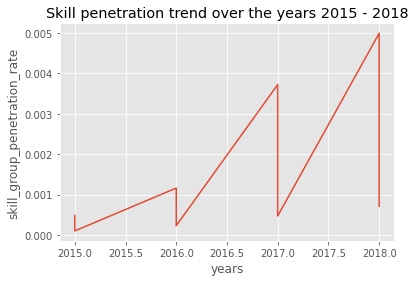 Skill penetration trend over the years 2015 - 2018
skill_group_penetration_rate
0.005
0.004
0.003
0.002
0.001
0.000
2015.0 2015.5 2016.0 2016.5 2017.0 2017.5 2018.0
years